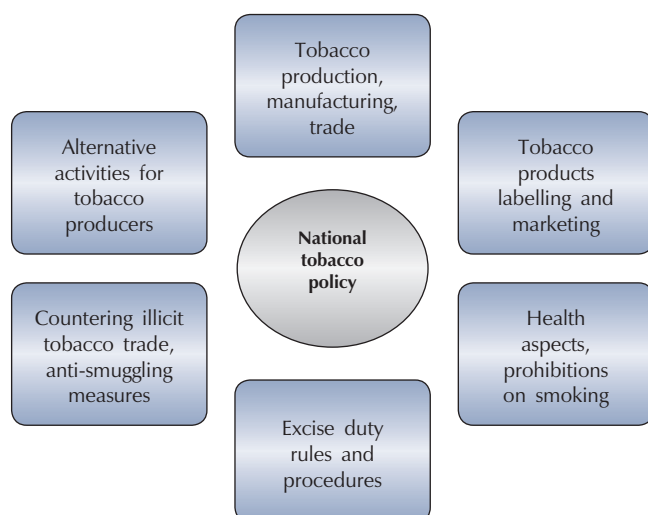 Tobacco
production,
manufacturing,
trade
Alternative
activities for
tobacco
producers
Tobacco
products
labelling and
marketing
National
tobacco
policy
Countering illicit
tobacco trade,
anti-smuggling
measures
Health
aspects,
prohibitions
on smoking
Excise duty
rules and
procedures